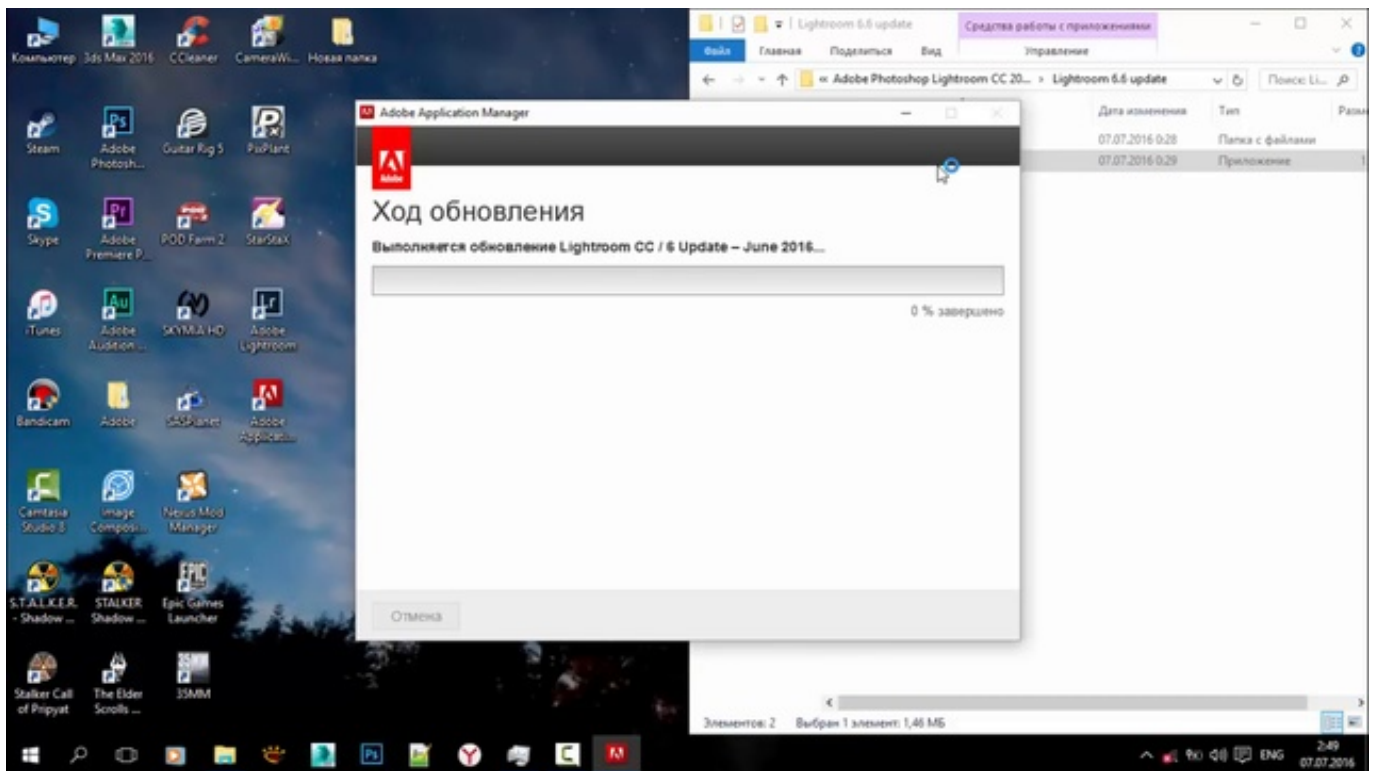 Компьютер 3ds Max 2016 CCleaner CameraWi... Новая папка
Steam Adobe Photosh... Guitar Rig 5 PixPlant
Skype Adobe Premiere P... POD Farm 2 StarStaX
iTunes Adobe Audition ... SKYMIA HD Adobe Lightroom
Bandicam Adobe SASPlanet Adobe Applicati...
Camtasia Studio 8 Image Composi... Nexus Mod Manager
S.T.A.L.K.E.R. - Shadow ... STALKER Shadow ... Epic Games Launcher
Stalker Call of Pripyat The Elder Scrolls ... 35MM
Lightroom 6.6 update Средства работы с приложениями
Файл Главная Поделиться Вид Управление
« Adobe Photoshop Lightroom CC 20... › Lightroom 6.6 update Поиск: Li...
Дата изменения Тип
07.07.2016 0:28 Папка с файлами
07.07.2016 0:29 Приложение 1
Adobe Application Manager
Adobe
Ход обновления
Выполняется обновление Lightroom CC / 6 Update – June 2016...
0 % завершено
Отмена
Элементов: 2 Выбран 1 элемент: 1,46 МБ
ENG 2:49
07.07.2016